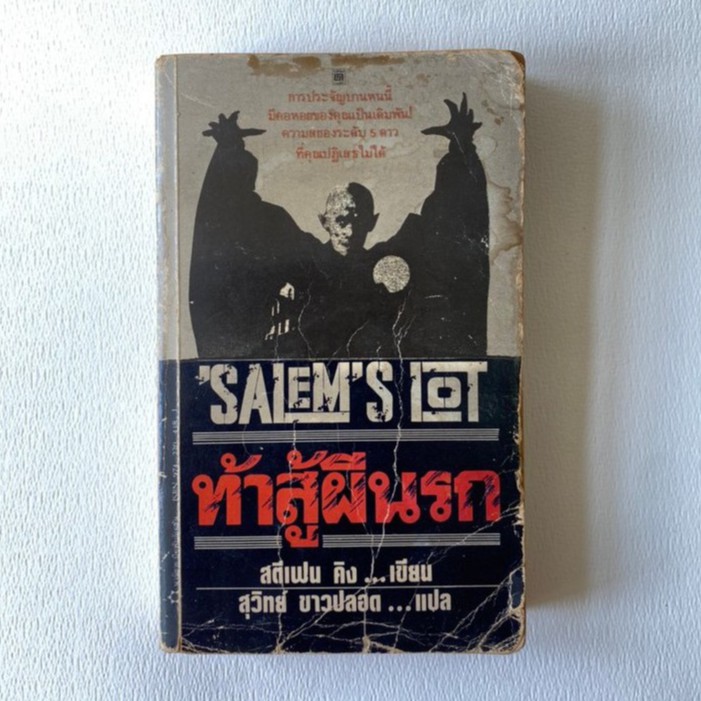 การประจัญบานหนนี้
มีคอหอยของคุณเป็นเดิมพัน!
ความสยองระดับ 5 ดาว
ที่คุณปฏิเสธไม่ได้
'SALEM'S LOT
ท้าสู้ผีนรก
สตีเฟน คิง ...เขียน
สุวิทย์ ขาวปลอด ...แปล